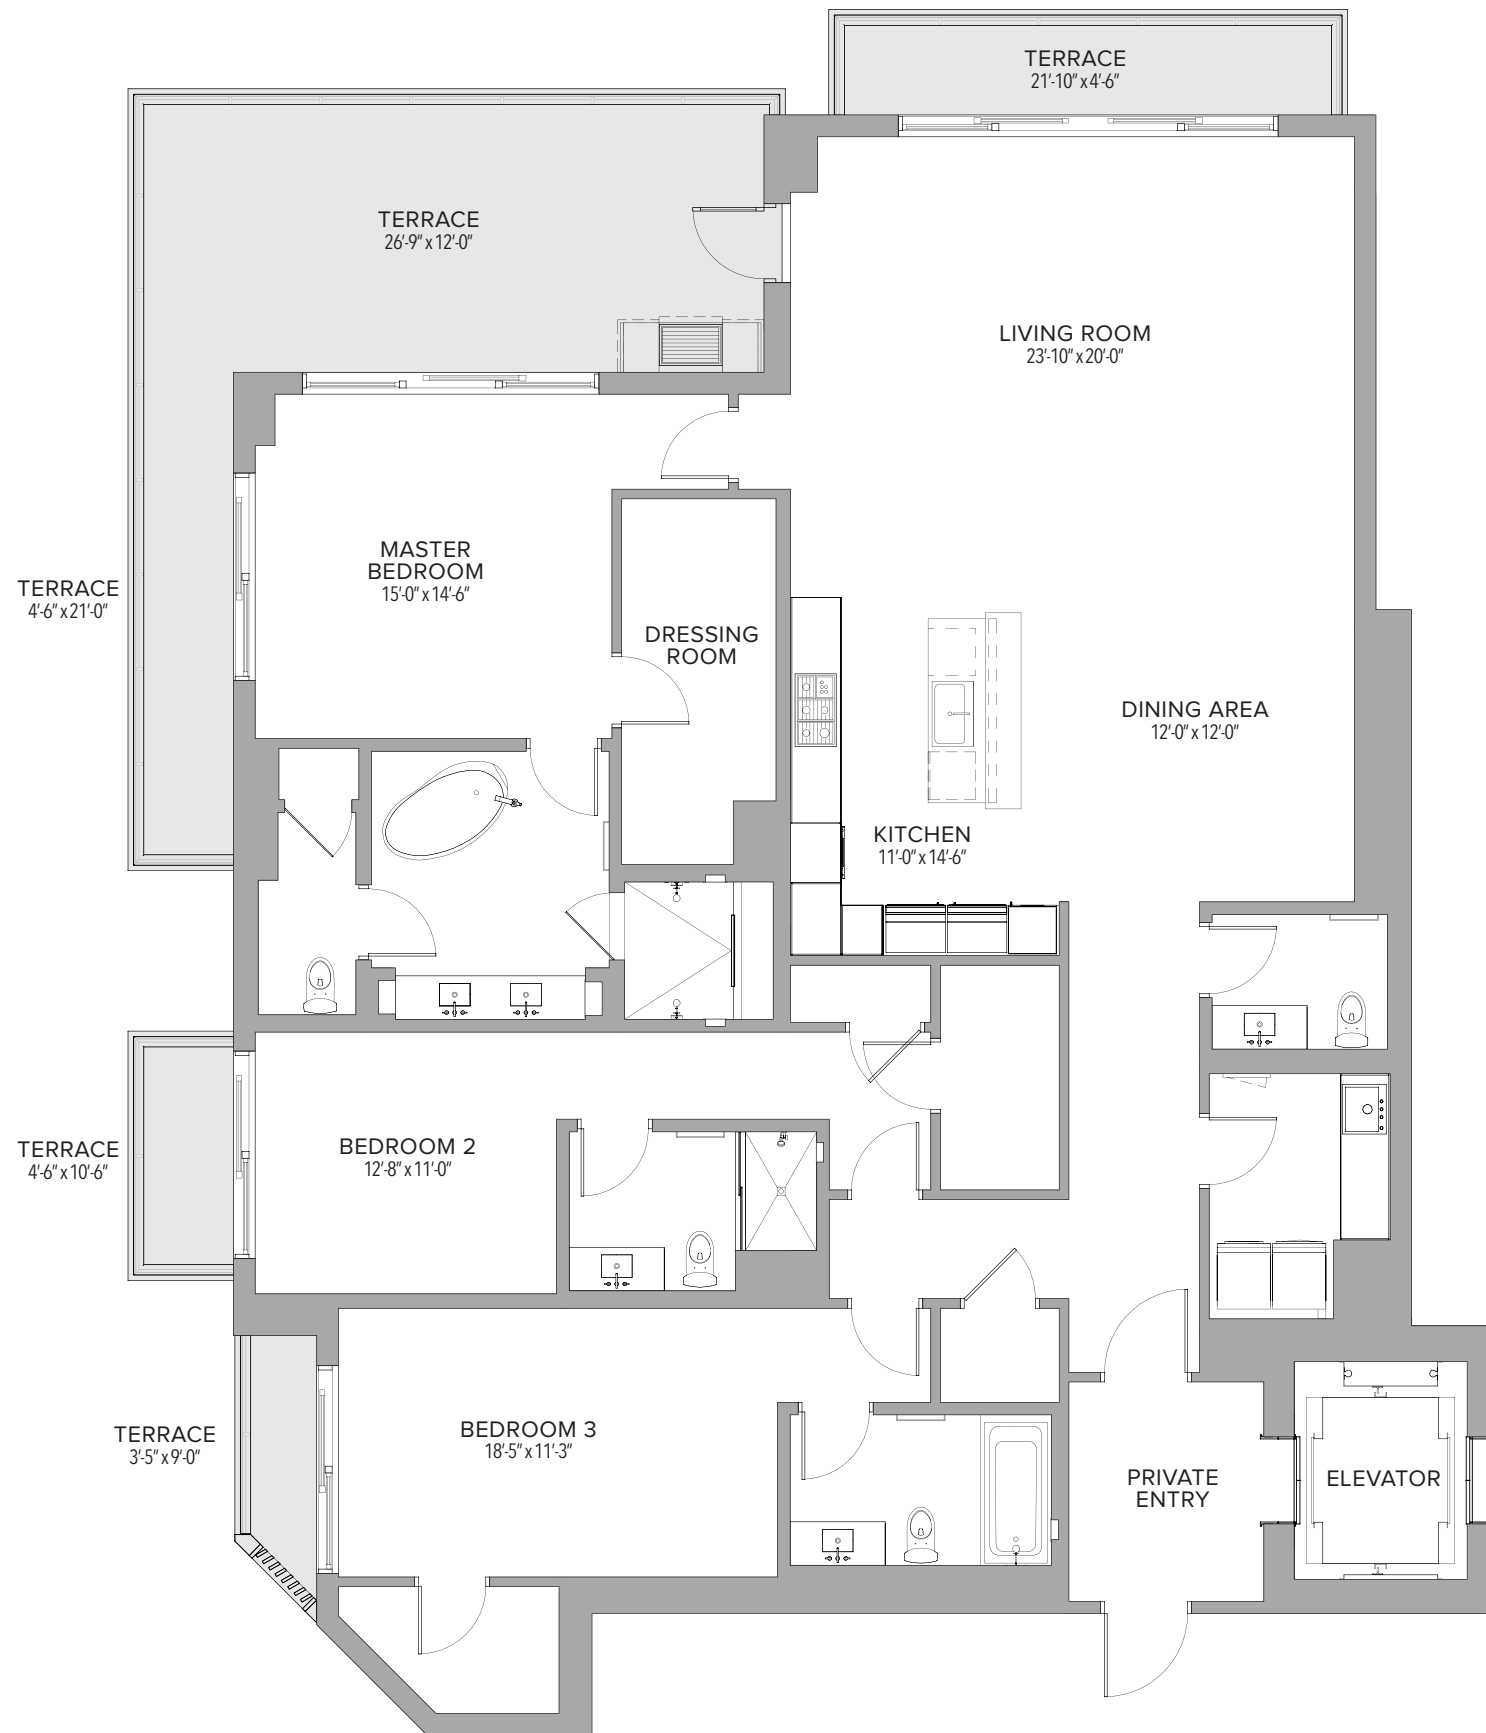 TERRACE
21'-10" x 4'-6"
TERRACE
26'-9" x 12'-0"
LIVING ROOM
23'-10" x 20'-0"
MASTER
BEDROOM
15'-0" x 14'-6"
TERRACE
4'-6" x 21'-0"
DRESSING
ROOM
DINING AREA
12'-0" x 12'-0"
KITCHEN
11'-0" x 14'-6"
BEDROOM 2
12'-8" x 11'-0"
TERRACE
4'-6" x 10'-6"
BEDROOM 3
18'-5" x 11'-3"
TERRACE
3'-5" x 9'-0"
PRIVATE
ENTRY
ELEVATOR